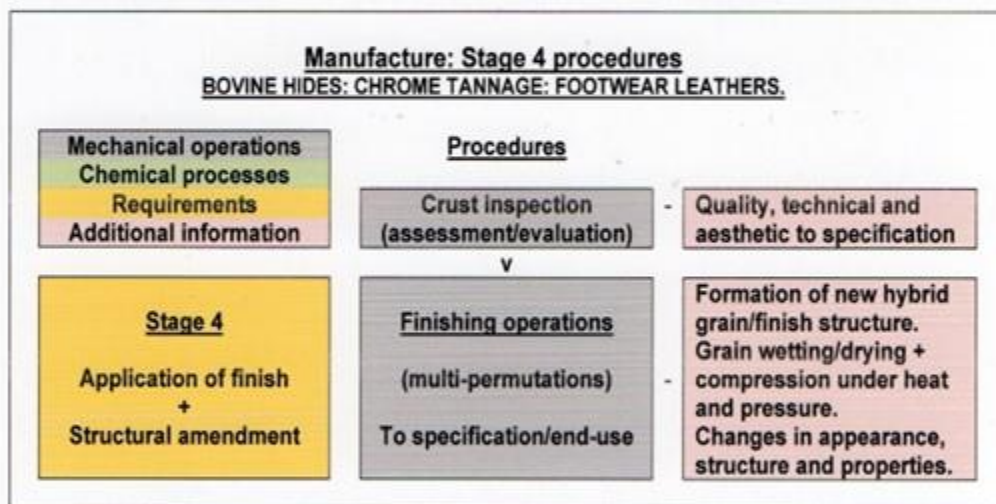 Manufacture: Stage 4 procedures
BOVINE HIDES: CHROME TANNAGE: FOOTWEAR LEATHERS.
Mechanical operations
Chemical processes
Requirements
Additional information
Procedures
Crust inspection
(assessment/evaluation)
-
Quality, technical and
aesthetic to specification
v
Stage 4
Application of finish
+
Structural amendment
Finishing operations
(multi-permutations)
To specification/end-use
-
Formation of new hybrid
grain/finish structure.
Grain wetting/drying +
compression under heat
and pressure.
Changes in appearance,
structure and properties.